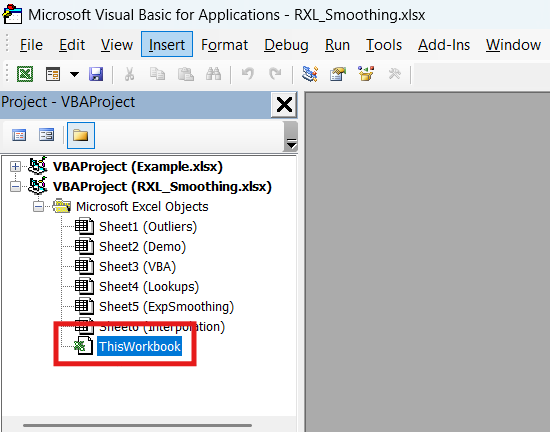 Microsoft Visual Basic for Applications - RXL_Smoothing.xlsx
File Edit View Insert Format Debug Run Tools Add-Ins Window
Project - VBAProject
VBAProject (Example.xlsx)
VBAProject (RXL_Smoothing.xlsx)
Microsoft Excel Objects
Sheet1 (Outliers)
Sheet2 (Demo)
Sheet3 (VBA)
Sheet4 (Lookups)
Sheet5 (ExpSmoothing)
Sheet6 (Interpolation)
ThisWorkbook